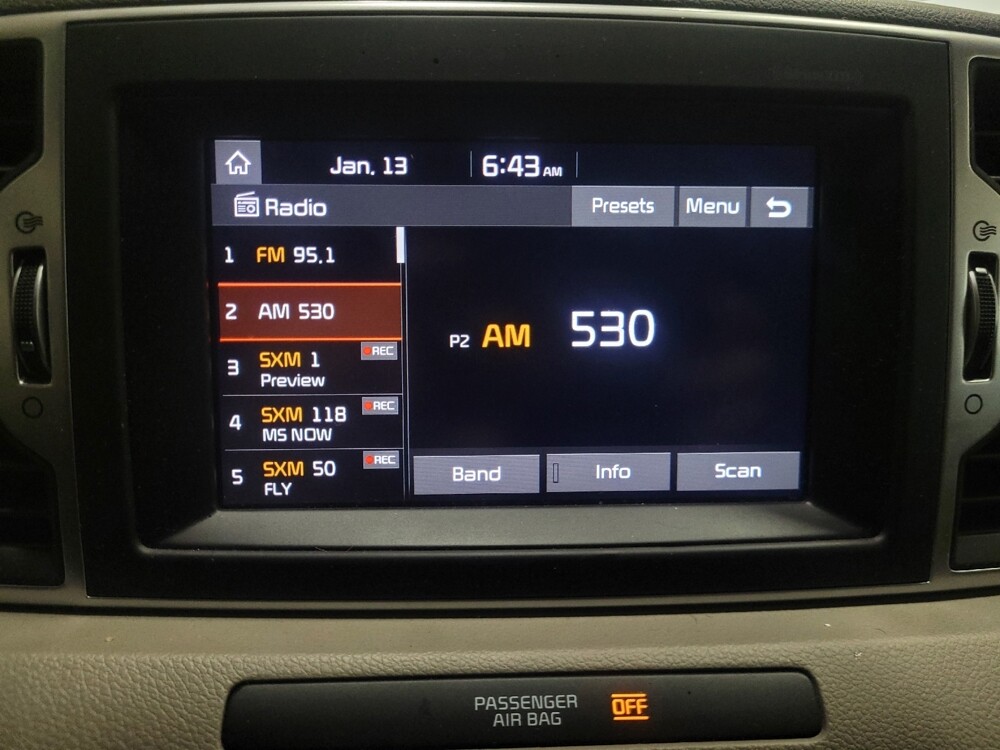 Jan. 13 6:43 AM
Radio Presets Menu
1 FM 95.1
2 AM 530
3 SXM 1 REC
Preview
4 SXM 118 REC
MS NOW
5 SXM 50 REC
FLY
P2 AM 530
Band Info Scan
PASSENGER
AIR BAG OFF